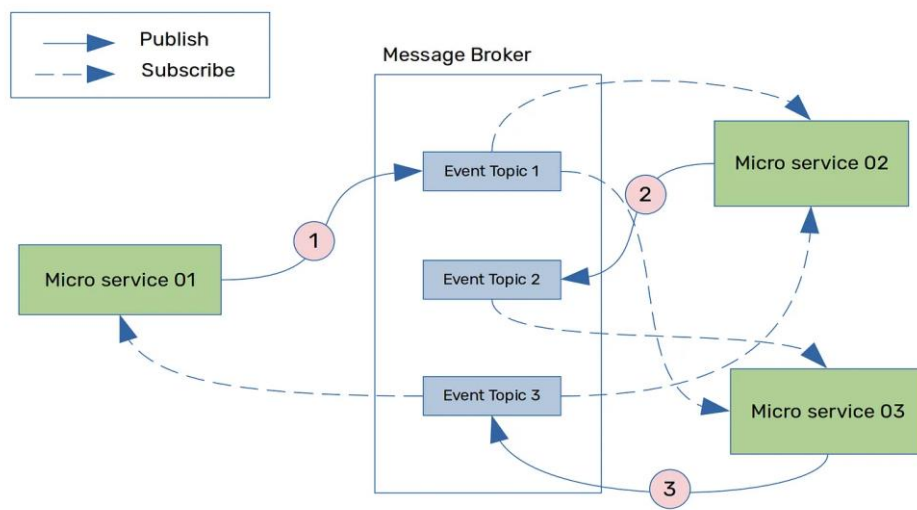 Publish
Subscribe
Message Broker
Event Topic 1
Micro service 02
2
1
Micro service 01
Event Topic 2
Event Topic 3
Micro service 03
3